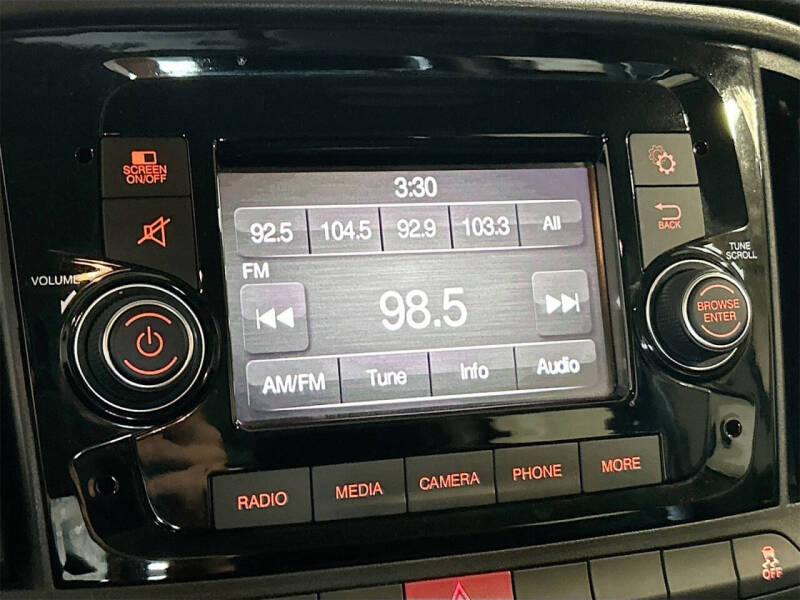 SCREEN
ON/OFF
VOLUME
3:30
92.5 104.5 92.9 103.3 All
FM
98.5
AM/FM Tune Info Audio
BACK
TUNE
SCROLL
BROWSE
ENTER
RADIO MEDIA CAMERA PHONE MORE
OFF